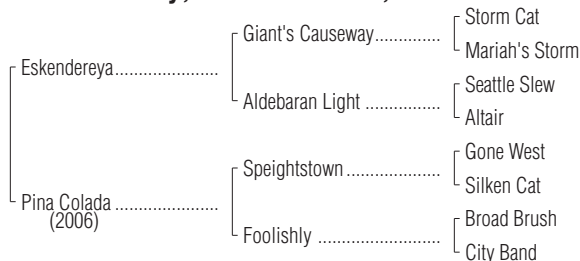 Storm Cat
Giant's Causeway..............
Mariah's Storm
Eskendereya......................
Seattle Slew
Aldebaran Light ................
Altair
Gone West
Speightstown ....................
Silken Cat
Pina Colada ......................
(2006)
Broad Brush
Foolishly ..........................
City Band